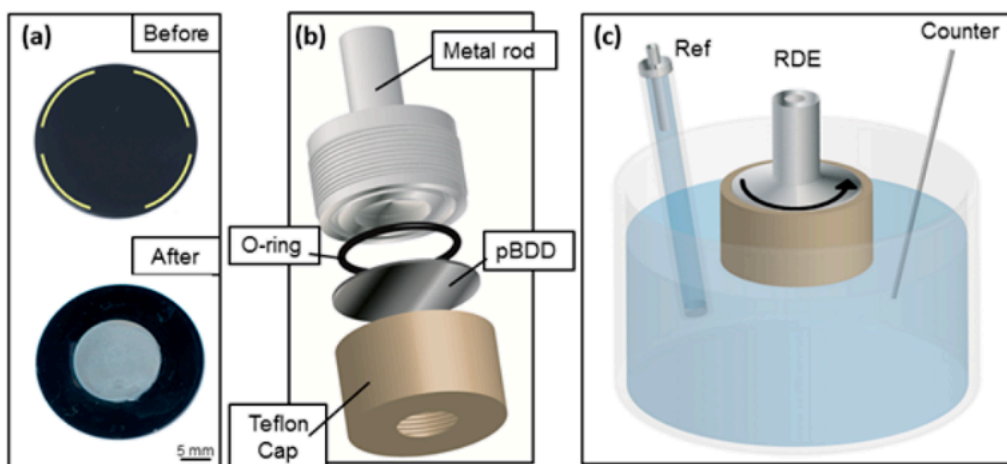 (a)
Before
After
5 mm
(b)
Metal rod
O-ring
pBDD
Teflon
Cap
(c)
Ref
RDE
Counter